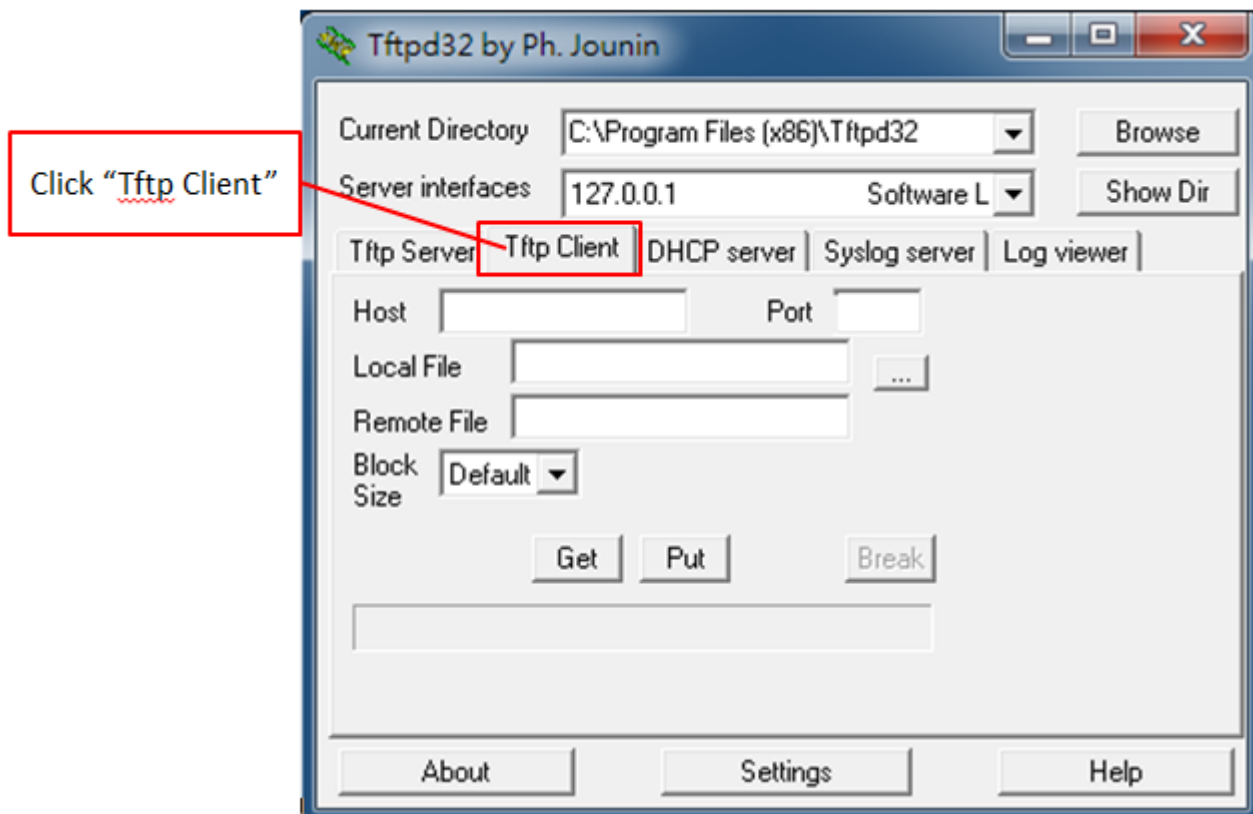 Tftpd32 by Ph. Jounin
Current Directory C:\Program Files (x86)\Tftpd32 Browse
Click “Tftp Client”
Server interfaces 127.0.0.1 Software L Show Dir
Tftp Server Tftp Client DHCP server Syslog server Log viewer
Host Port
Local File ...
Remote File
Block
Size Default
Get Put Break
About Settings Help